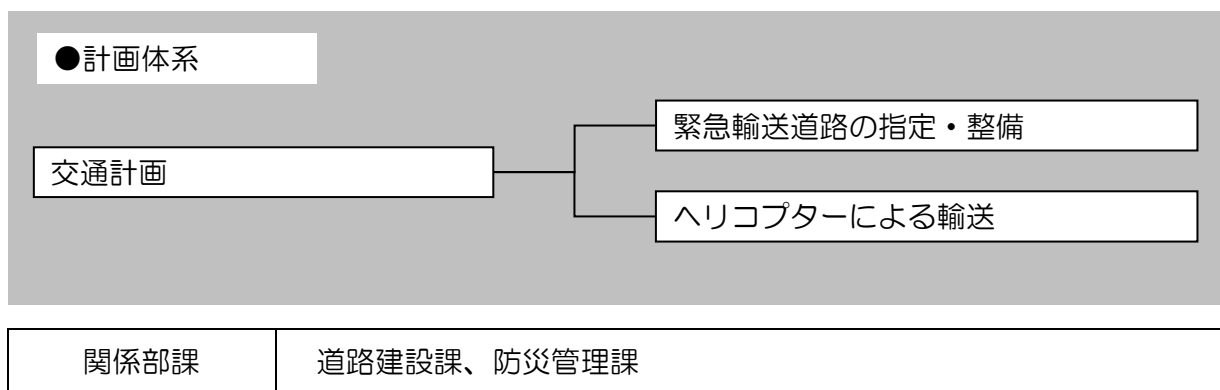 ●計画体系
緊急輸送道路の指定・整備
交通計画
ヘリコプターによる輸送
関係部課 道路建設課、防災管理課